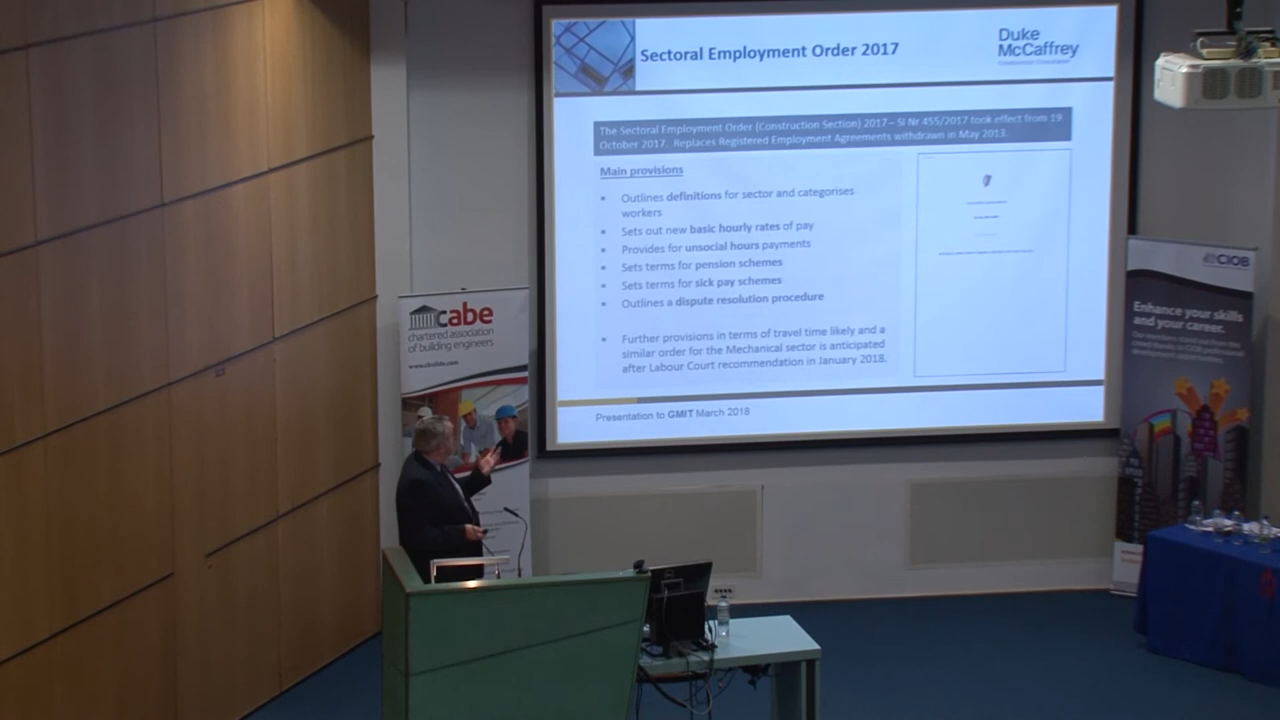 Sectoral Employment Order 2017
Duke
McCaffrey
The Sectoral Employment Order (Construction Section) 2017 – SI Nr 455/2017 took effect from 19
October 2017. Replaces Registered Employment Agreements withdrawn in May 2013.
Main provisions
▪ Outlines definitions for sector and categorises
workers
▪ Sets out new basic hourly rates of pay
▪ Provides for unsocial hours payments
▪ Sets terms for pension schemes
▪ Sets terms for sick pay schemes
▪ Outlines a dispute resolution procedure
▪ Further provisions in terms of travel time likely and a
similar order for the Mechanical sector is anticipated
after Labour Court recommendation in January 2018.
Presentation to GMIT March 2018
cabe
chartered association
of building engineers
CIOB
Enhance your skills
and your career.